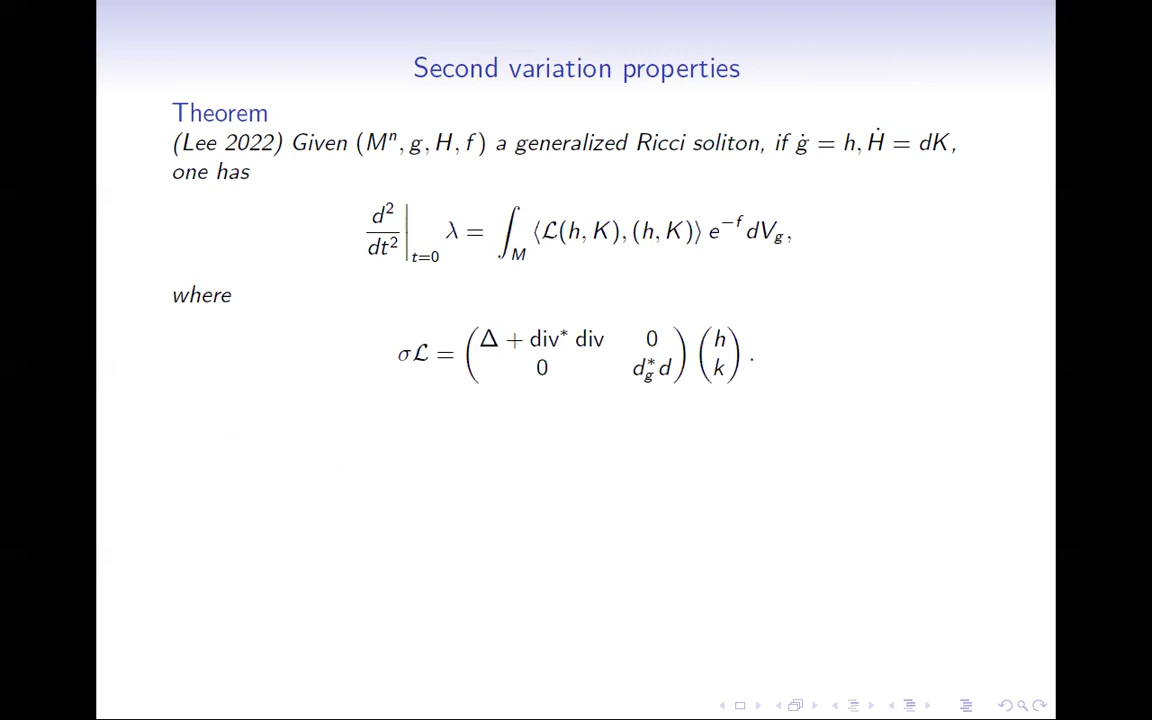 Second variation properties
Theorem
(Lee 2022) Given (Mⁿ, g, H, f) a generalized Ricci soliton, if ġ = h, Ḣ = dK,
one has
d²/dt² |ₜ₌₀ λ = ∫_M ⟨ℒ(h, K), (h, K)⟩ e^{−f} dV_g,
where
σℒ = ( Δ + div* div 0 ; 0 d*_g d ) ( h ; k ) .